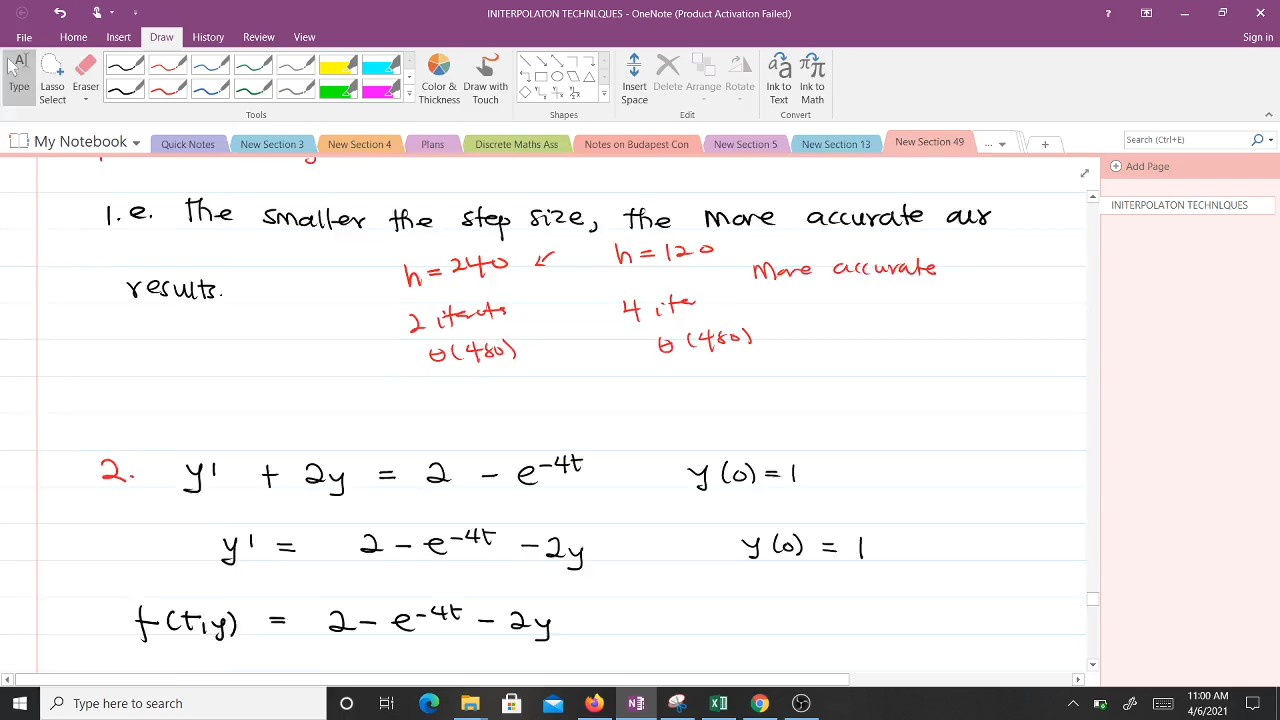 INITERPOLATON TECHNLQUES - OneNote (Product Activation Failed)
Sign in
File Home Insert Draw History Review View
Type
Lasso Select
Eraser
Color & Thickness
Draw with Touch
Insert Space
Delete
Arrange
Rotate
Ink to Text
Ink to Math
Tools
Shapes
Edit
Convert
My Notebook
Quick Notes
New Section 3
New Section 4
Plans
Discrete Maths Ass
Notes on Budapest Con
New Section 5
New Section 13
New Section 49
...
Search (Ctrl+E)
Add Page
INITERPOLATON TECHNLQUES
1.e. The smaller the step size, the more accurate our
results.
h = 240
h = 120
More accurate
2 iterats
4 ite
θ(480)
θ(480)
2. y' + 2y = 2 - e^-4t y(0) = 1
y' = 2 - e^-4t - 2y y(0) = 1
f(t,y) = 2 - e^-4t - 2y
Type here to search
11:00 AM
4/6/2021